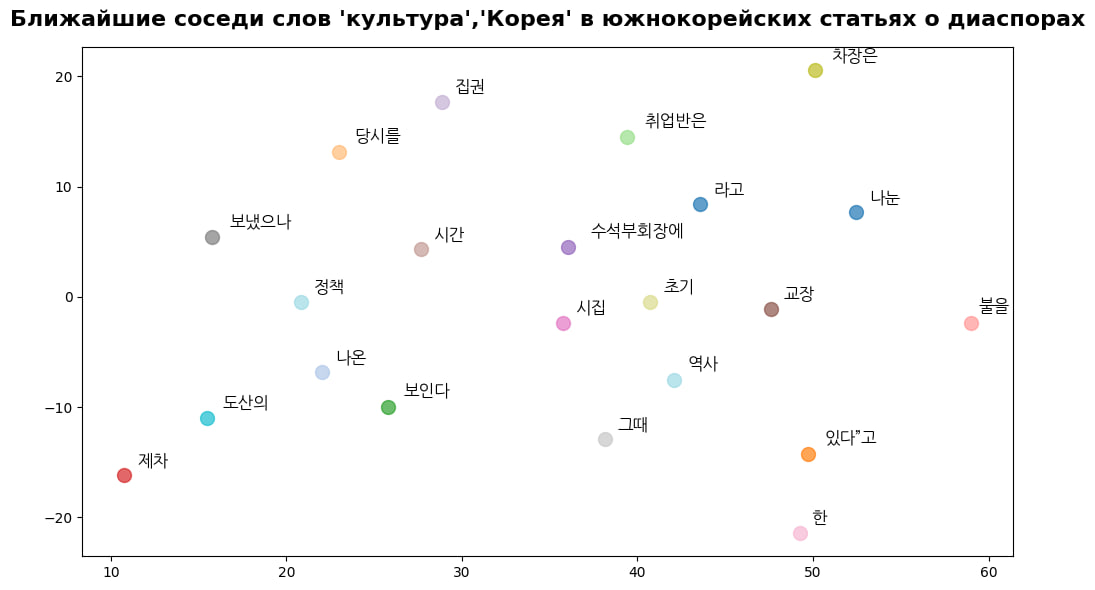 Ближайшие соседи слов 'культура','Корея' в южнокорейских статьях о диаспорах
차장은
집권
취업반은
당시를
라고
나눈
보냈으나
시간
수석부회장에
정책
초기
교장
불을
시집
나온
역사
보인다
도산의
그때
있다”고
제차
한
20
10
0
−10
−20
10
20
30
40
50
60